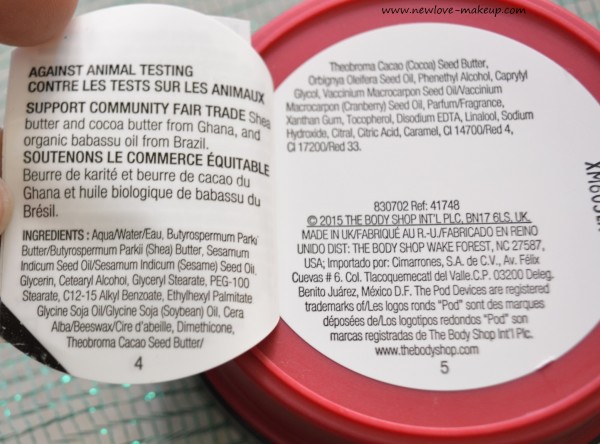 www.newlove-makeup.com
AGAINST ANIMAL TESTING
CONTRE LES TESTS SUR LES ANIMAUX
SUPPORT COMMUNITY FAIR TRADE Shea
butter and cocoa butter from Ghana, and
organic babassu oil from Brazil.
SOUTENONS LE COMMERCE ÉQUITABLE
Beurre de karité et beurre de cacao du
Ghana et huile biologique de babassu du
Brésil.
INGREDIENTS: Aqua/Water/Eau, Butyrospermum Parkii
Butter/Butyrospermum Parkii (Shea) Butter, Sesamum
Indicum Seed Oil/Sesamum Indicum (Sesame) Seed Oil,
Glycerin, Cetearyl Alcohol, Glyceryl Stearate, PEG-100
Stearate, C12-15 Alkyl Benzoate, Ethylhexyl Palmitate
Glycine Soja Oil/Glycine Soja (Soybean) Oil, Cera
Alba/Beeswax/Cire d'abeille, Dimethicone,
Theobroma Cacao Seed Butter/
4
Theobroma Cacao (Cocoa) Seed Butter,
Orbignya Oleifera Seed Oil, Phenethyl Alcohol, Caprylyl
Glycol, Vaccinium Macrocarpon Seed Oil/Vaccinium
Macrocarpon (Cranberry) Seed Oil, Parfum/Fragrance,
Xanthan Gum, Tocopherol, Disodium EDTA, Linalool, Sodium
Hydroxide, Citral, Citric Acid, Caramel, CI 14700/Red 4,
CI 17200/Red 33.
830702 Ref: 41748
© 2015 THE BODY SHOP INT'L PLC, BN17 6LS, UK.
MADE IN UK/FABRIQUÉ AU R.-U./FABRICADO EN REINO
UNIDO DIST: THE BODY SHOP WAKE FOREST, NC 27587,
USA; Importado por: Cimarrones, S.A. de C.V., Av. Félix
Cuevas # 6. Col. Tlacoquemecatl del Valle.C.P. 03200 Deleg.
Benito Juárez, México D.F. The Pod Devices are registered
trademarks of/Les logos ronds "Pod" sont des marques
déposées de/Los logotipos redondos "Pod" son
marcas registradas de The Body Shop Int'l Plc.
www.thebodyshop.com
5